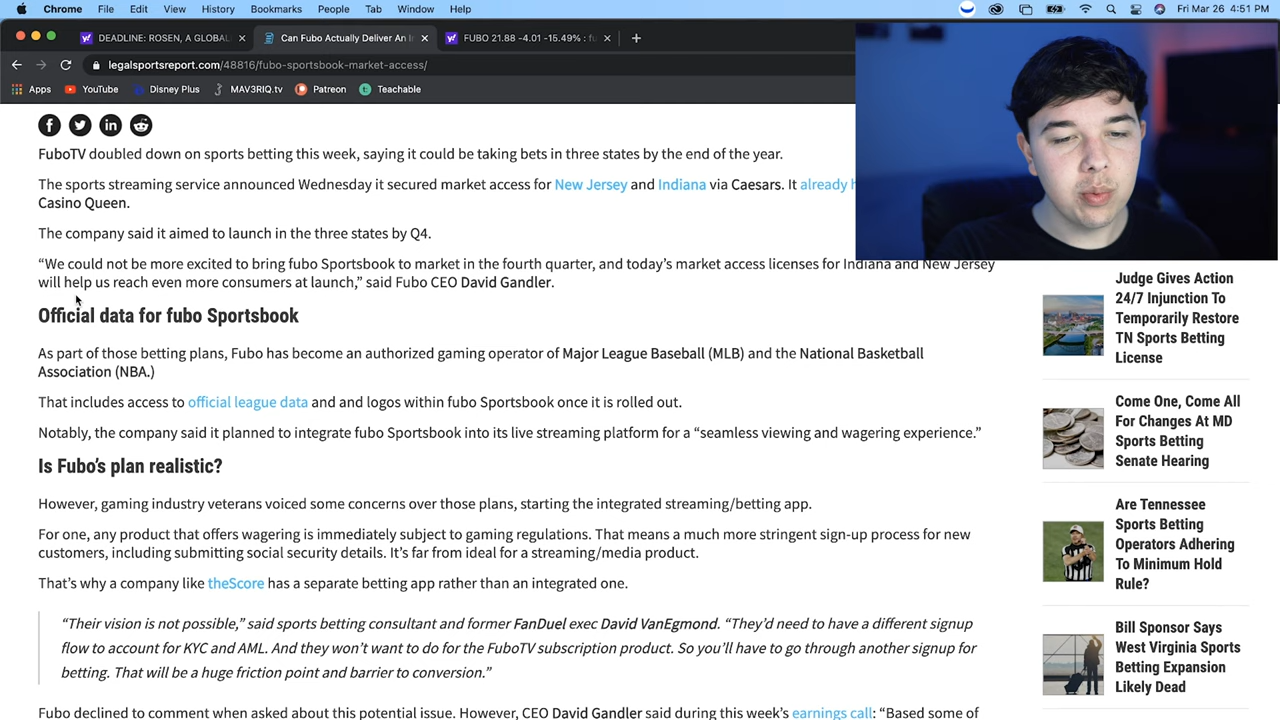 Chrome File Edit View History Bookmarks People Tab Window Help Fri Mar 26 4:51 PM
DEADLINE: ROSEN, A GLOBAL
Can Fubo Actually Deliver An I
FUBO 21.88 -4.01 -15.49% : fu
legalsportsreport.com/48816/fubo-sportsbook-market-access/
Apps YouTube Disney Plus MAV3RIQ.tv Patreon Teachable
FuboTV doubled down on sports betting this week, saying it could be taking bets in three states by the end of the year.
The sports streaming service announced Wednesday it secured market access for New Jersey and Indiana via Caesars. It already h
Casino Queen.
The company said it aimed to launch in the three states by Q4.
“We could not be more excited to bring fubo Sportsbook to market in the fourth quarter, and today’s market access licenses for Indiana and New Jersey
will help us reach even more consumers at launch,” said Fubo CEO David Gandler.
Official data for fubo Sportsbook
As part of those betting plans, Fubo has become an authorized gaming operator of Major League Baseball (MLB) and the National Basketball
Association (NBA.)
That includes access to official league data and and logos within fubo Sportsbook once it is rolled out.
Notably, the company said it planned to integrate fubo Sportsbook into its live streaming platform for a “seamless viewing and wagering experience.”
Is Fubo’s plan realistic?
However, gaming industry veterans voiced some concerns over those plans, starting the integrated streaming/betting app.
For one, any product that offers wagering is immediately subject to gaming regulations. That means a much more stringent sign-up process for new
customers, including submitting social security details. It’s far from ideal for a streaming/media product.
That’s why a company like theScore has a separate betting app rather than an integrated one.
“Their vision is not possible,” said sports betting consultant and former FanDuel exec David VanEgmond. “They’d need to have a different signup
flow to account for KYC and AML. And they won’t want to do for the FuboTV subscription product. So you’ll have to go through another signup for
betting. That will be a huge friction point and barrier to conversion.”
Fubo declined to comment when asked about this potential issue. However, CEO David Gandler said during this week’s earnings call: “Based some of
Judge Gives Action
24/7 Injunction To
Temporarily Restore
TN Sports Betting
License
Come One, Come All
For Changes At MD
Sports Betting
Senate Hearing
Are Tennessee
Sports Betting
Operators Adhering
To Minimum Hold
Rule?
Bill Sponsor Says
West Virginia Sports
Betting Expansion
Likely Dead